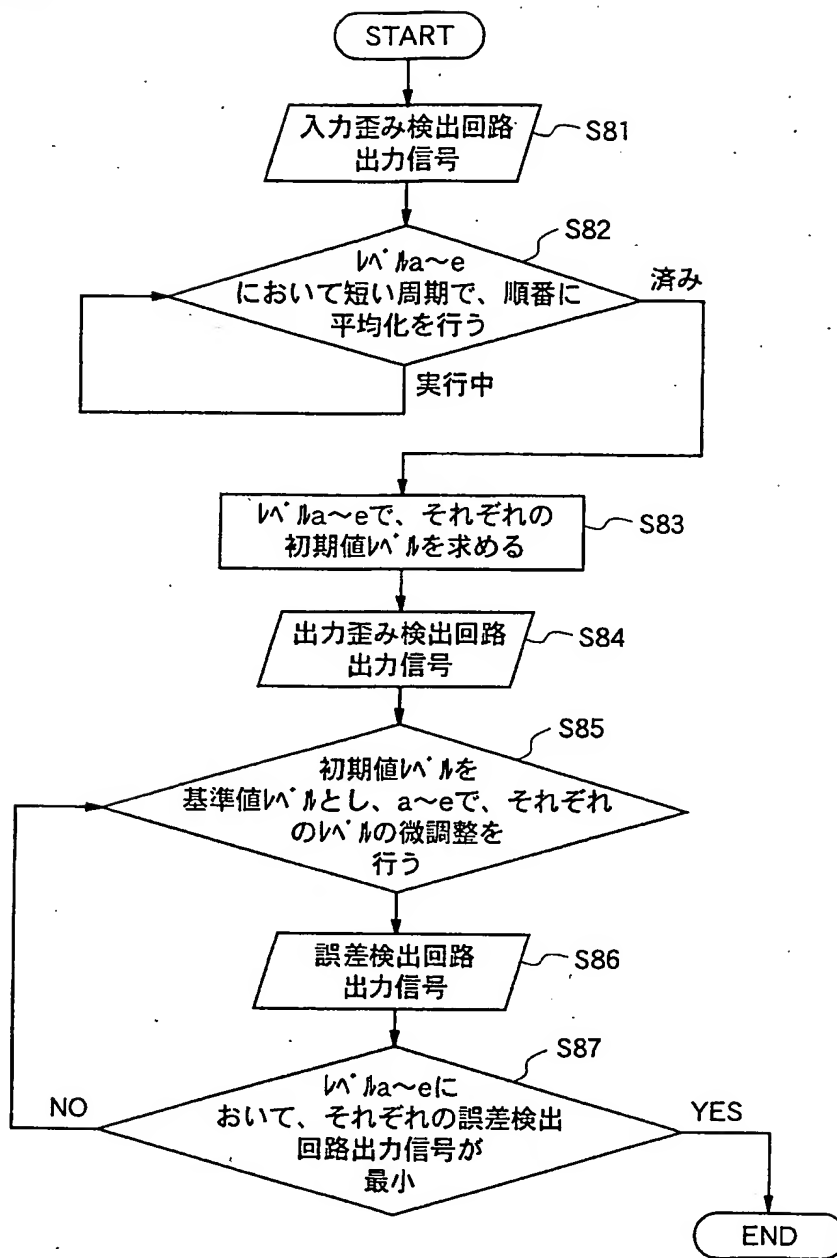 START
入力歪み検出回路
出力信号
S81
S82
ﾚﾍﾞﾙa～e
において短い周期で、順番に
平均化を行う
済み
実行中
ﾚﾍﾞﾙa～eで、それぞれの
初期値ﾚﾍﾞﾙを求める
S83
出力歪み検出回路
出力信号
S84
S85
初期値ﾚﾍﾞﾙを
基準値ﾚﾍﾞﾙとし、a～eで、それぞれ
のﾚﾍﾞﾙの微調整を
行う
誤差検出回路
出力信号
S86
S87
ﾚﾍﾞﾙa～eに
おいて、それぞれの誤差検出
回路出力信号が
最小
NO
YES
END